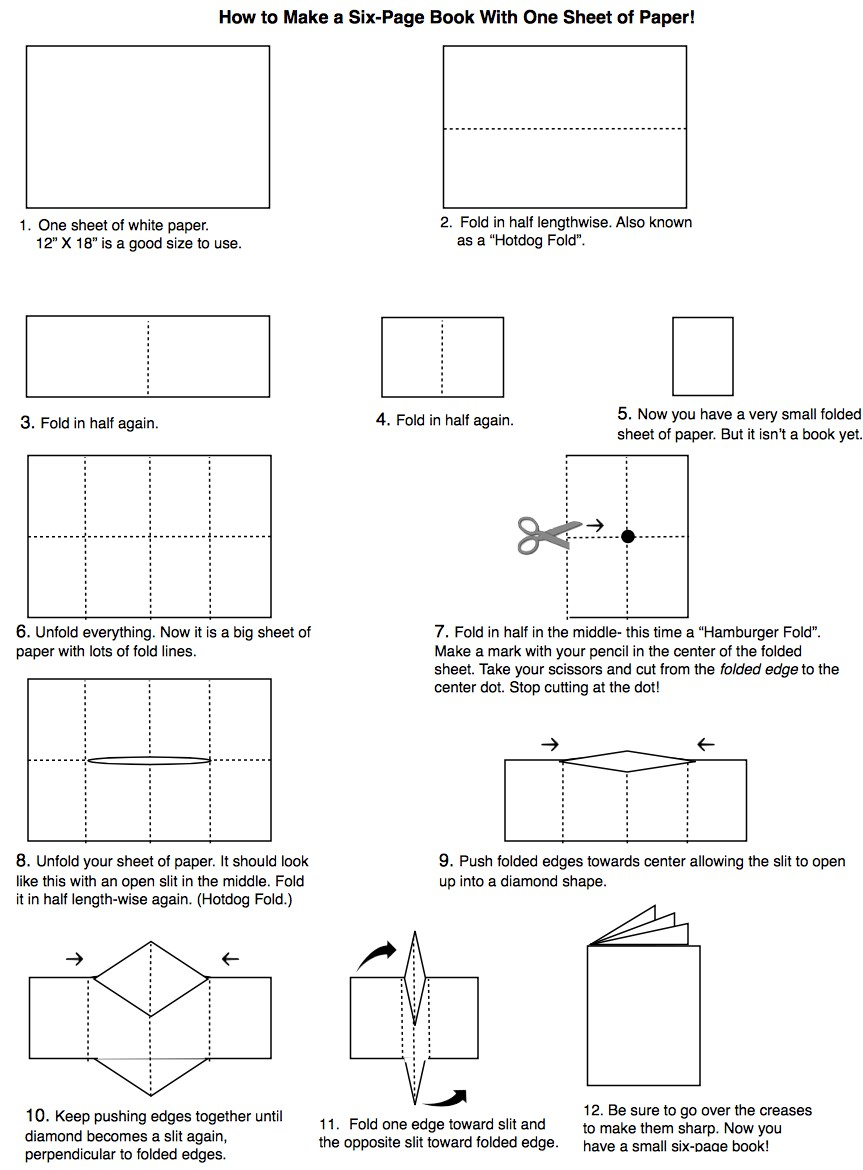 How to Make a Six-Page Book With One Sheet of Paper!
1. One sheet of white paper.
12” X 18” is a good size to use.
2. Fold in half lengthwise. Also known
as a “Hotdog Fold”.
3. Fold in half again.
4. Fold in half again.
5. Now you have a very small folded
sheet of paper. But it isn’t a book yet.
6. Unfold everything. Now it is a big sheet of
paper with lots of fold lines.
7. Fold in half in the middle- this time a “Hamburger Fold”.
Make a mark with your pencil in the center of the folded
sheet. Take your scissors and cut from the folded edge to the
center dot. Stop cutting at the dot!
8. Unfold your sheet of paper. It should look
like this with an open slit in the middle. Fold
it in half length-wise again. (Hotdog Fold.)
9. Push folded edges towards center allowing the slit to open
up into a diamond shape.
10. Keep pushing edges together until
diamond becomes a slit again,
perpendicular to folded edges.
11. Fold one edge toward slit and
the opposite slit toward folded edge.
12. Be sure to go over the creases
to make them sharp. Now you
have a small six-page book!